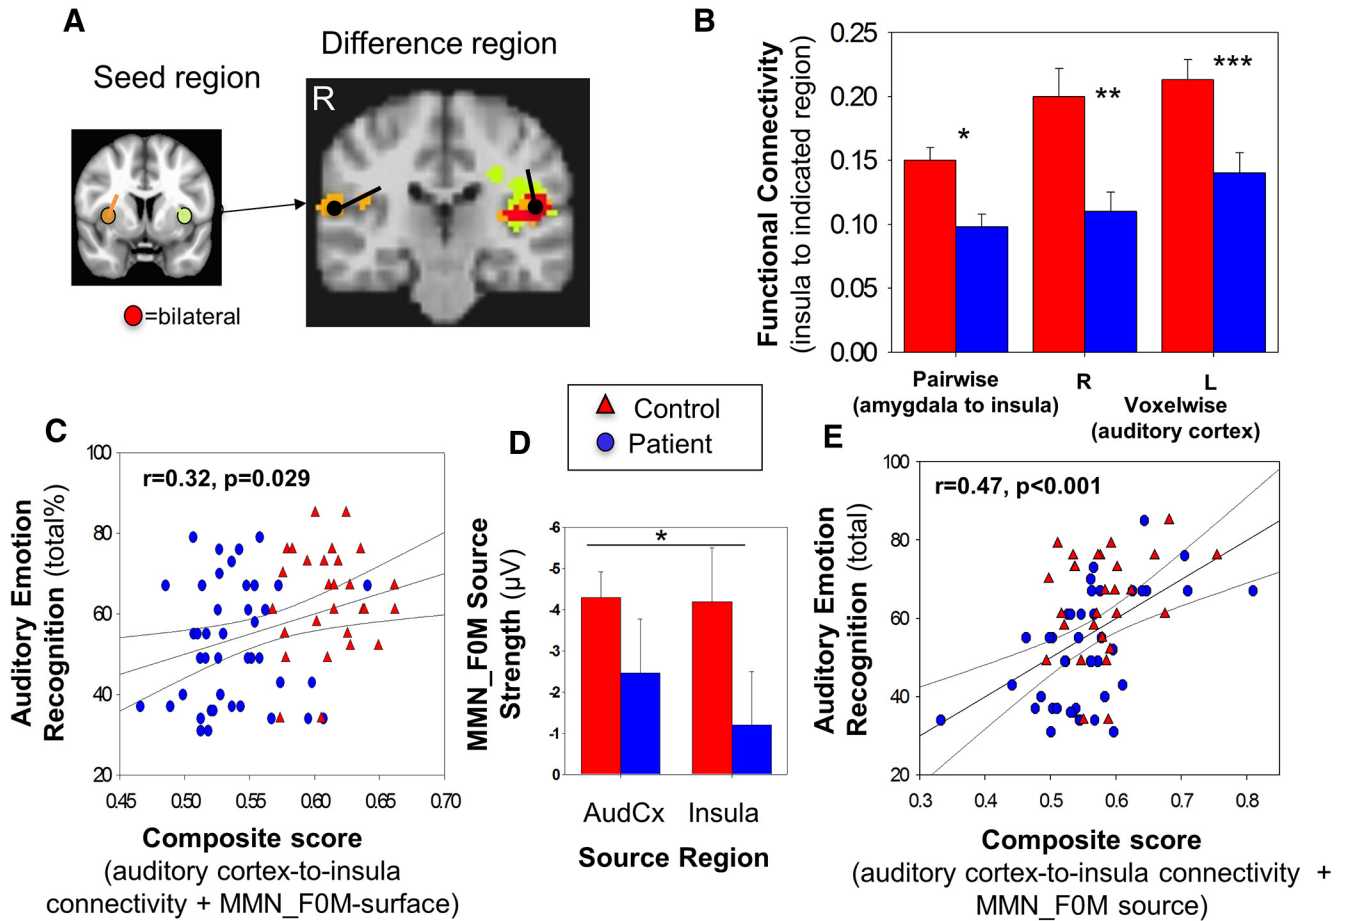 A
Seed region
Difference region
R
=bilateral
B
Functional Connectivity
(insula to indicated region)
0.25
0.20
0.15
0.10
0.05
0.00
*
**
***
Pairwise
(amygdala to insula)
R
L
Voxelwise
(auditory cortex)
Control
Patient
C
Auditory Emotion
Recognition (total%)
100
80
60
40
20
r=0.32, p=0.029
0.45 0.50 0.55 0.60 0.65 0.70
Composite score
(auditory cortex-to-insula
connectivity + MMN_F0M-surface)
D
MMN_F0M Source
Strength (µV)
-6
-5
-4
-3
-2
-1
0
*
AudCx Insula
Source Region
E
Auditory Emotion
Recognition (total)
100
80
60
40
20
r=0.47, p<0.001
0.3 0.4 0.5 0.6 0.7 0.8
Composite score
(auditory cortex-to-insula connectivity +
MMN_F0M source)